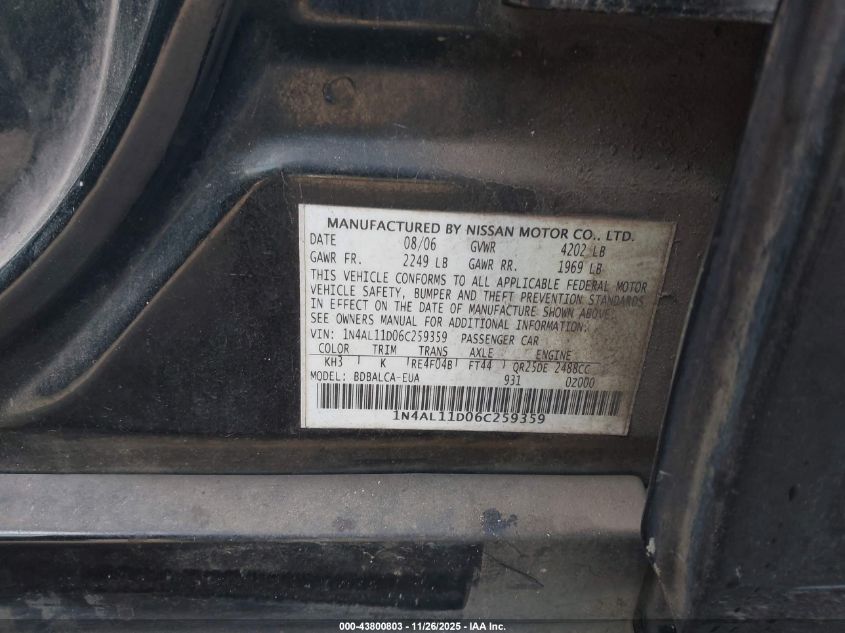 MANUFACTURED BY NISSAN MOTOR CO., LTD.
DATE 08/06 GVWR 4202 LB
GAWR FR. 2249 LB GAWR RR. 1969 LB
THIS VEHICLE CONFORMS TO ALL APPLICABLE FEDERAL MOTOR
VEHICLE SAFETY, BUMPER AND THEFT PREVENTION STANDARDS
IN EFFECT ON THE DATE OF MANUFACTURE SHOWN ABOVE.
SEE OWNERS MANUAL FOR ADDITIONAL INFORMATION.
VIN: 1N4AL11D06C259359 PASSENGER CAR
COLOR TRIM TRANS AXLE ENGINE
KH3 K RE4F04B FT44 QR25DE 2488CC
MODEL: BDBALCA-EUA 931 02000
1N4AL11D06C259359
000-43800803 - 11/26/2025 - IAA, Inc.